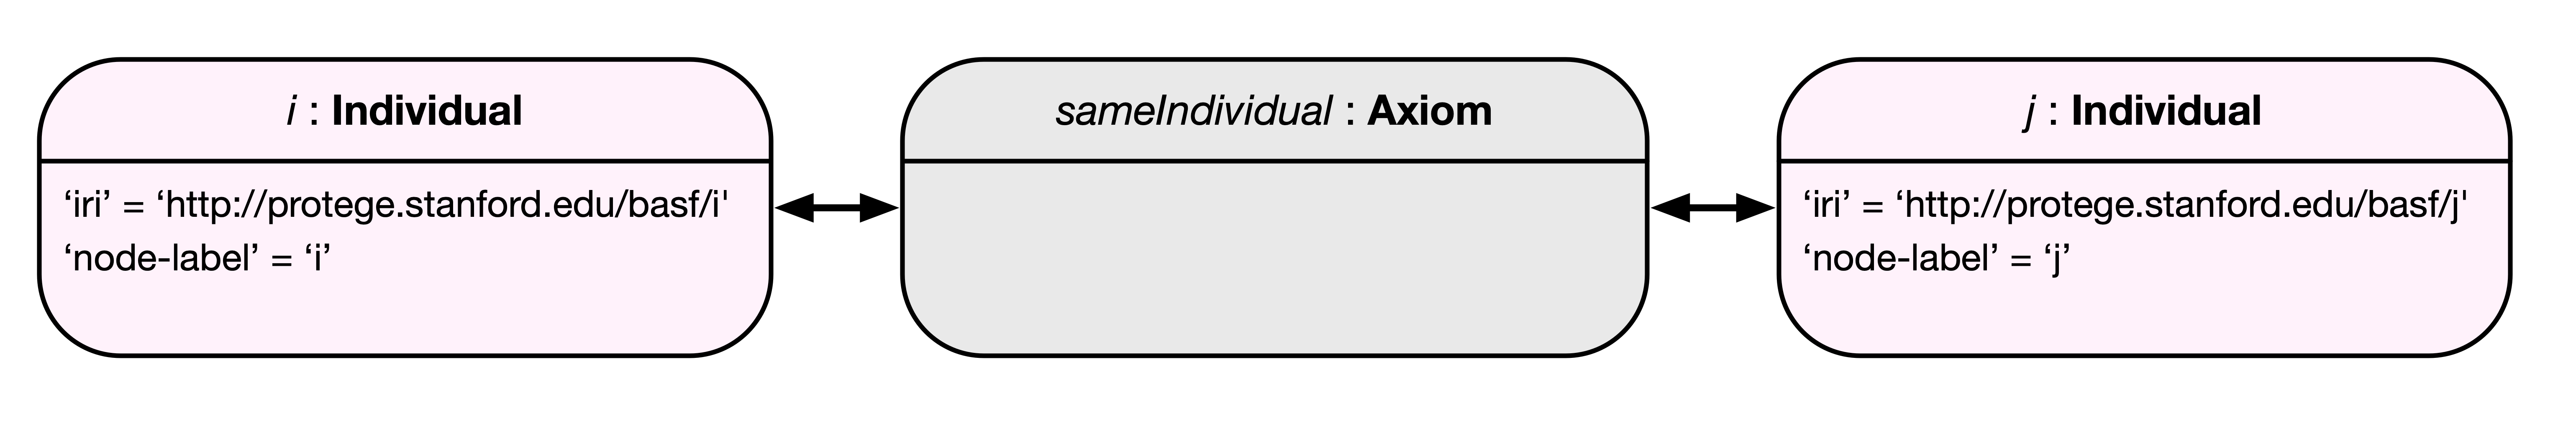 i : Individual
‘iri’ = ‘http://protege.stanford.edu/basf/i'
‘node-label’ = ‘i’
sameIndividual : Axiom
j : Individual
‘iri’ = ‘http://protege.stanford.edu/basf/j'
‘node-label’ = ‘j’